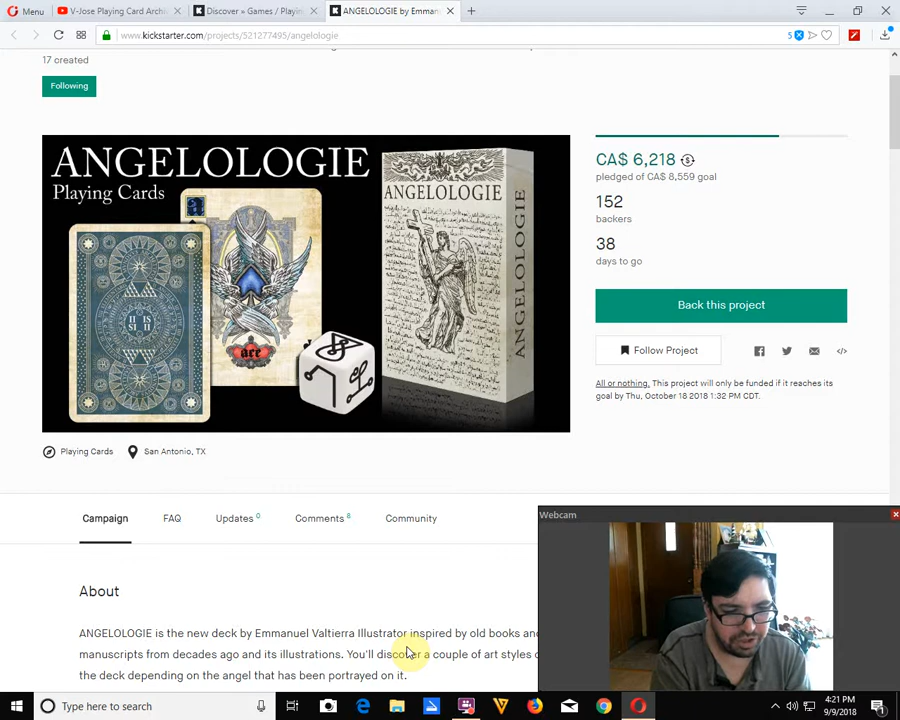 Menu
V-Jose Playing Card Archi
Discover » Games / Playin
ANGELOLOGIE by Emman
www.kickstarter.com/projects/521277495/angelologie
5
17 created
Following
ANGELOLOGIE
Playing Cards
ace
ANGELOLOGIE
ANGELOLOGIE
CA$ 6,218
pledged of CA$ 8,559 goal
152
backers
38
days to go
Back this project
Follow Project
All or nothing. This project will only be funded if it reaches its
goal by Thu, October 18 2018 1:32 PM CDT.
Playing Cards
San Antonio, TX
Campaign
FAQ
Updates 0
Comments 8
Community
Webcam
About
ANGELOLOGIE is the new deck by Emmanuel Valtierra Illustrator inspired by old books and
manuscripts from decades ago and its illustrations. You'll discover a couple of art styles o
the deck depending on the angel that has been portrayed on it.
Type here to search
4:21 PM
9/9/2018
1